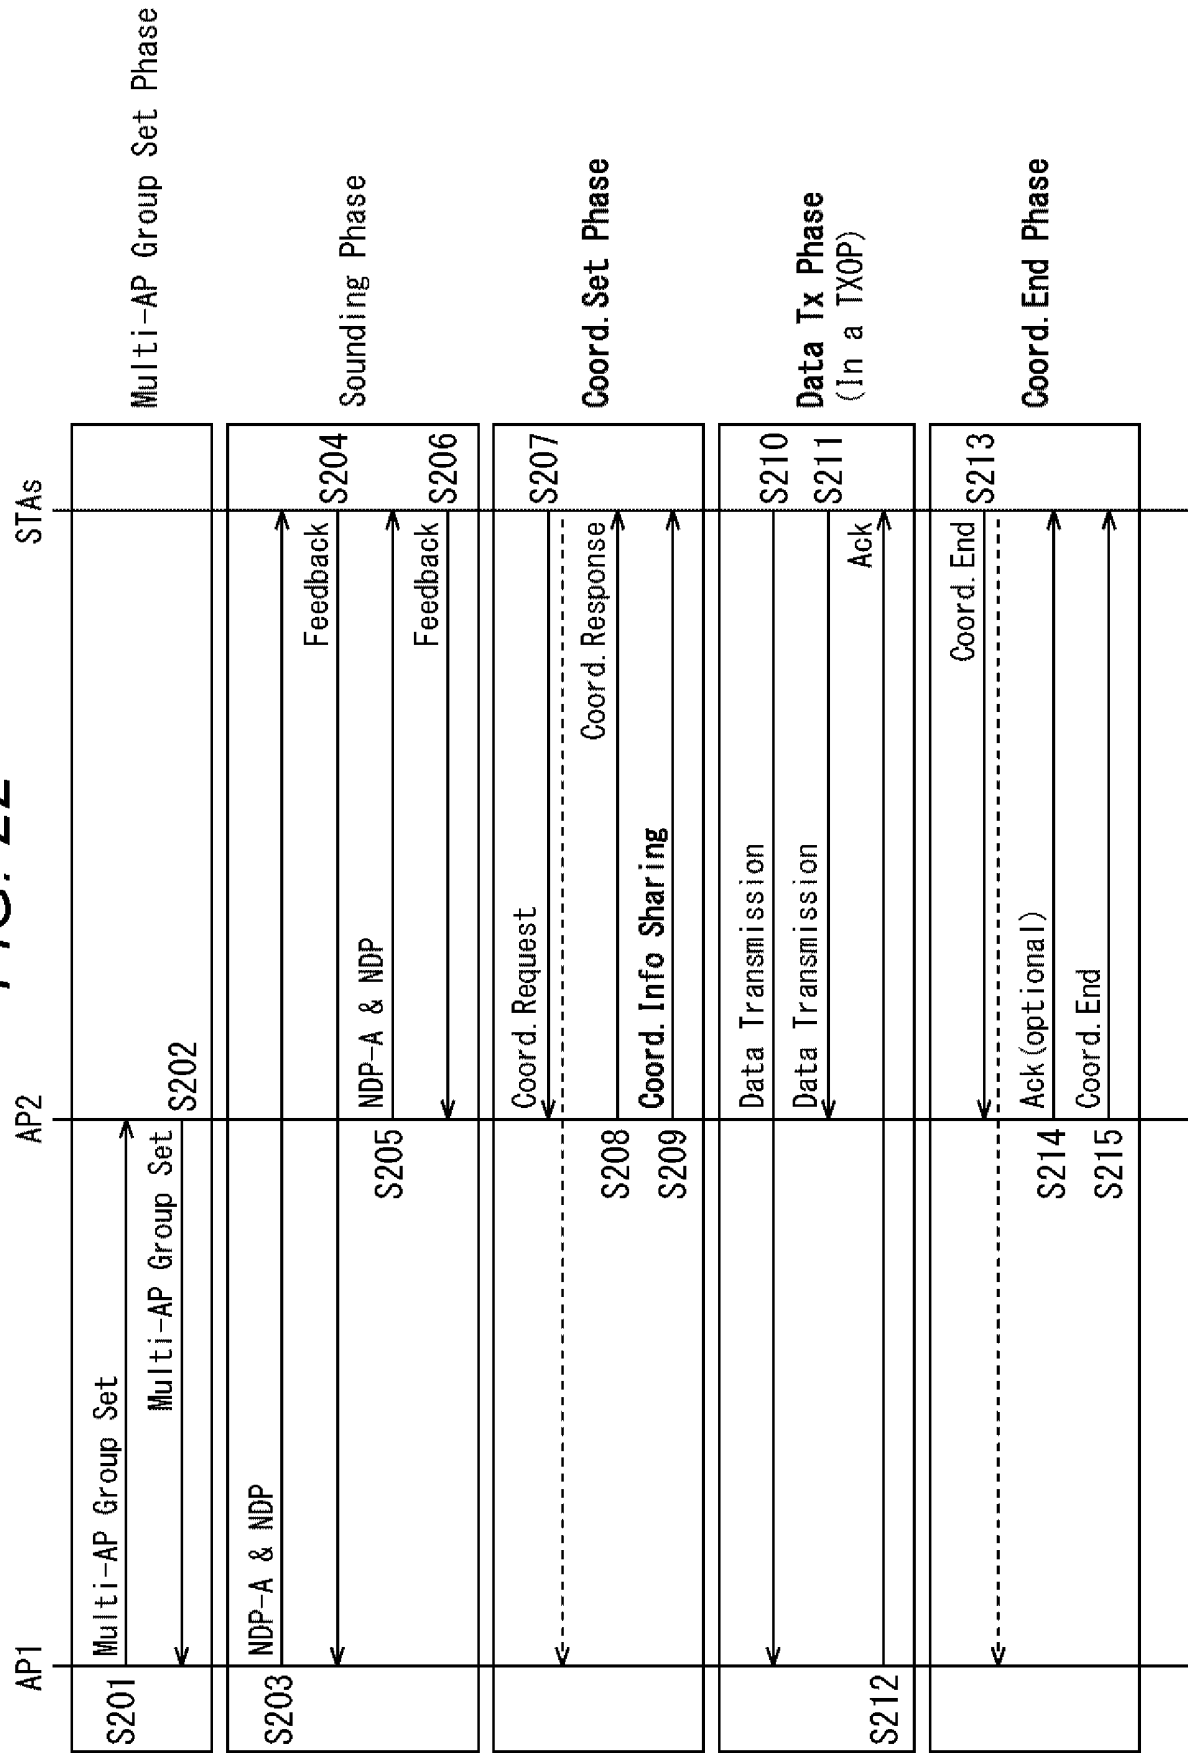 FIG. 22
AP1
AP2
STAs
S201
Multi-AP Group Set
Multi-AP Group Set
S202
Multi-AP Group Set Phase
S203
NDP-A & NDP
Feedback
S204
S205
NDP-A & NDP
Feedback
S206
Sounding Phase
Coord.Request
S207
S208
Coord.Response
S209
Coord.Info Sharing
Coord.Set Phase
Data Transmission
S210
Data Transmission
S211
S212
Ack
Data Tx Phase
(In a TXOP)
Coord.End
S213
S214
Ack(optional)
S215
Coord.End
Coord.End Phase